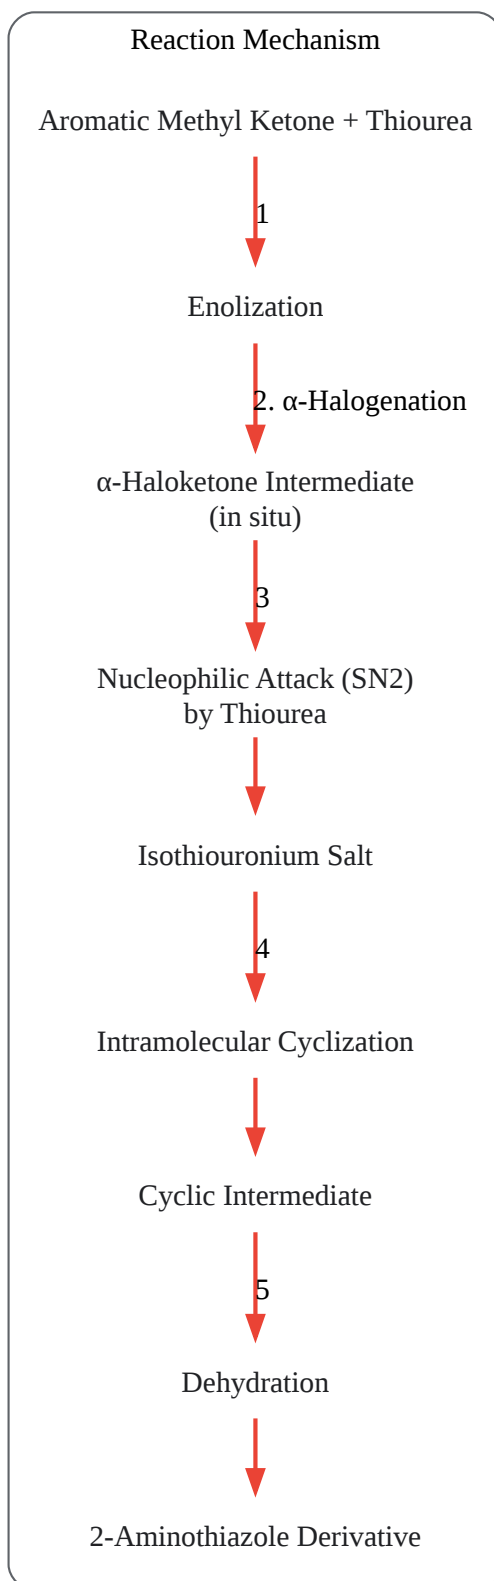 Reaction Mechanism
Aromatic Methyl Ketone + Thiourea
1
Enolization
2. α-Halogenation
α-Haloketone Intermediate
(in situ)
3
Nucleophilic Attack (SN2)
by Thiourea
Isothiouronium Salt
4
Intramolecular Cyclization
Cyclic Intermediate
5
Dehydration
2-Aminothiazole Derivative